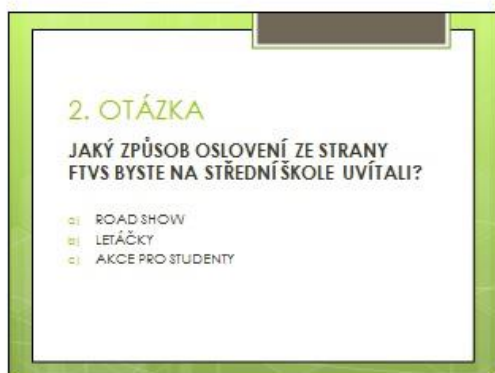 2. OTÁZKA
JAKÝ ZPŮSOB OSLOVENÍ ZE STRANY
FTVS BYSTE NA STŘEDNÍ ŠKOLE UVÍTALI?
a) ROAD SHOW
b) LETÁČKY
c) AKCE PRO STUDENTY